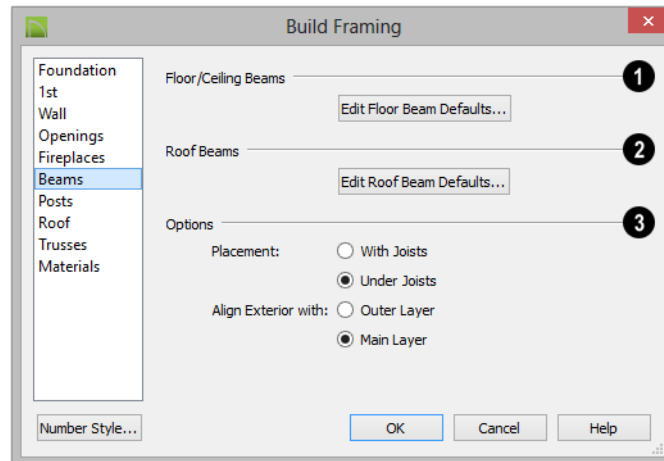 Build Framing
Foundation
1st
Wall
Openings
Fireplaces
Beams
Posts
Roof
Trusses
Materials
Number Style...
Floor/Ceiling Beams
1
Edit Floor Beam Defaults...
Roof Beams
2
Edit Roof Beam Defaults...
Options
3
Placement:
With Joists
Under Joists
Align Exterior with:
Outer Layer
Main Layer
OK
Cancel
Help